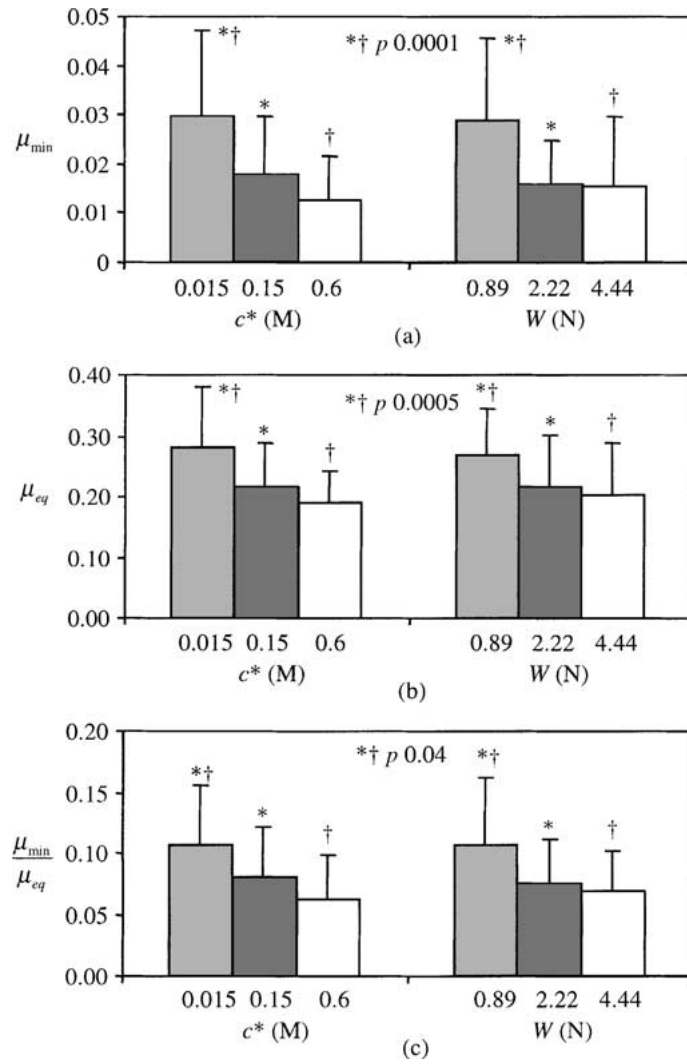 0.05
*† *† p 0.0001 *†
0.04
* †
0.03
†
*
μmin
0.02
0.01
0
0.015 0.15 0.6 0.89 2.22 4.44
c* (M) W (N)
(a)
0.40
*† *† p 0.0005 *†
* * †
0.30
†
μeq
0.20
0.10
0.00
0.015 0.15 0.6 0.89 2.22 4.44
c* (M) W (N)
(b)
0.20
*† p 0.04 *†
*†
0.15
* * †
†
μmin
μeq
0.10
0.05
0.00
0.015 0.15 0.6 0.89 2.22 4.44
c* (M) W (N)
(c)